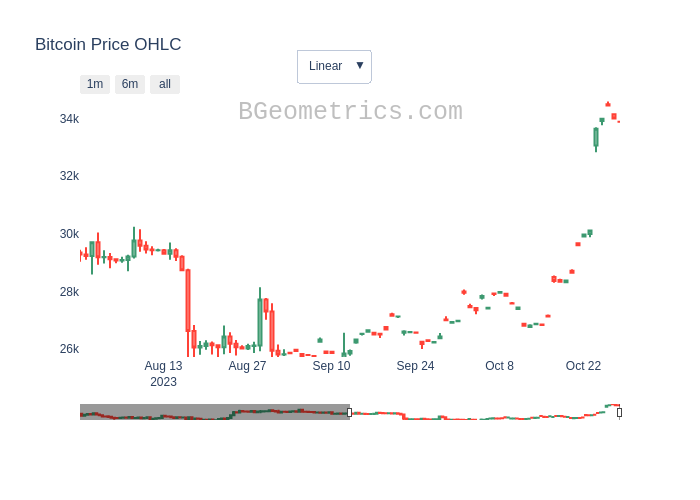 Bitcoin Price OHLC
Linear ▼
1m 6m all
BGeometrics.com
34k
32k
30k
28k
26k
Aug 13 Aug 27 Sep 10 Sep 24 Oct 8 Oct 22
2023